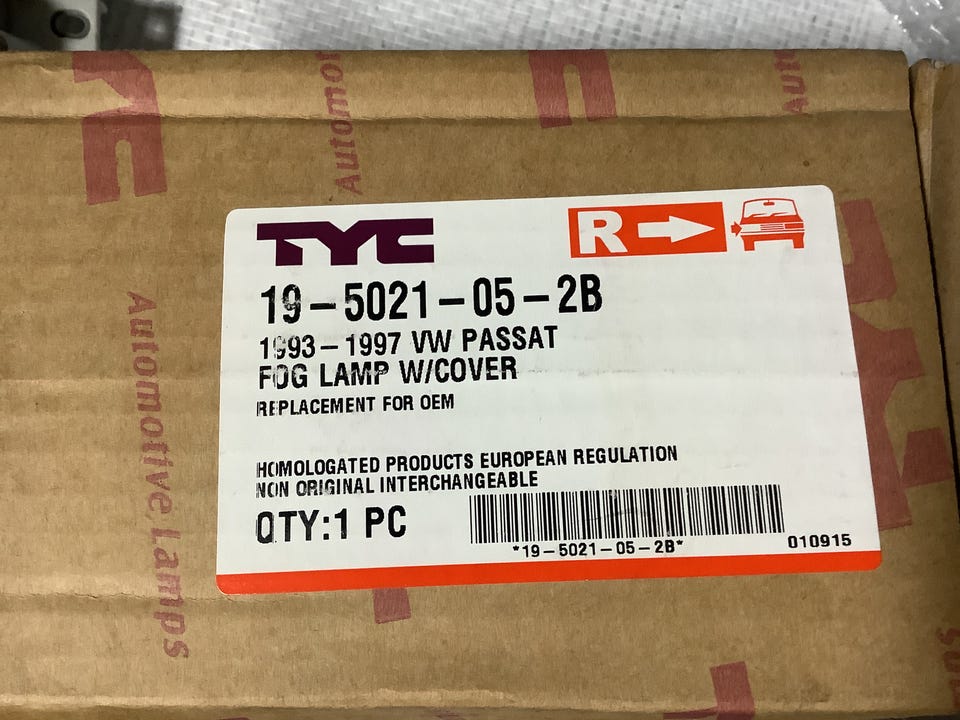 TYC
R
19-5021-05-2B
1993-1997 VW PASSAT
FOG LAMP W/COVER
REPLACEMENT FOR OEM
HOMOLOGATED PRODUCTS EUROPEAN REGULATION
NON ORIGINAL INTERCHANGEABLE
QTY:1 PC
*19-5021-05-2B*
010915
Automotive Lamps